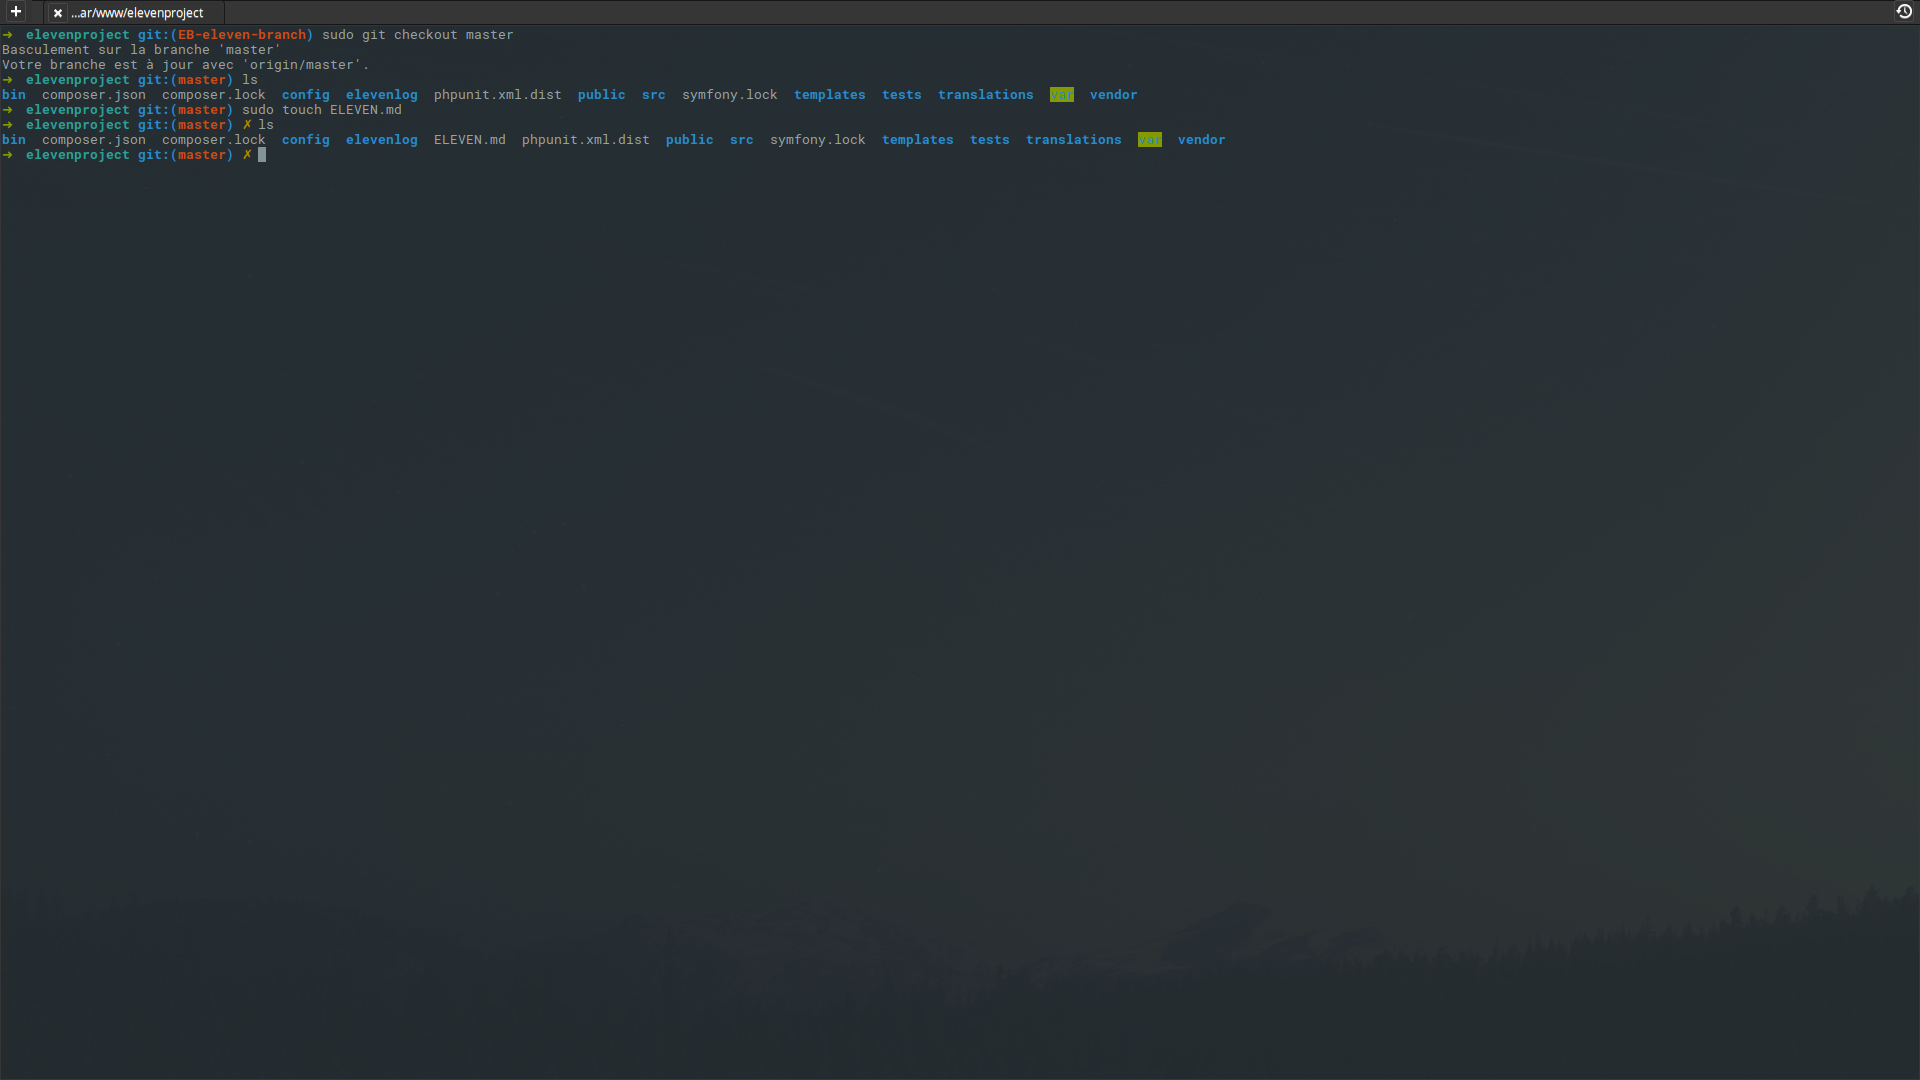 ...ar/www/elevenproject
➜  elevenproject git:(EB-eleven-branch) sudo git checkout master
Basculement sur la branche 'master'
Votre branche est à jour avec 'origin/master'.
➜  elevenproject git:(master) ls
bin  composer.json  composer.lock  config  elevenlog  phpunit.xml.dist  public  src  symfony.lock  templates  tests  translations  var  vendor
➜  elevenproject git:(master) sudo touch ELEVEN.md
➜  elevenproject git:(master) ✗ ls
bin  composer.json  composer.lock  config  elevenlog  ELEVEN.md  phpunit.xml.dist  public  src  symfony.lock  templates  tests  translations  var  vendor
➜  elevenproject git:(master) ✗